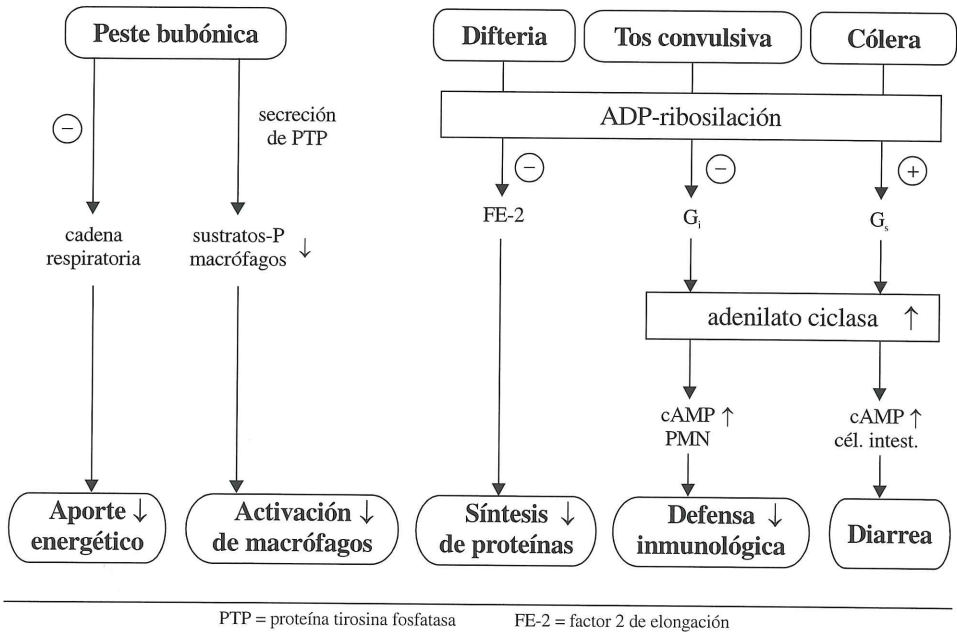 Peste bubónica
Difteria
Tos convulsiva
Cólera
ADP-ribosilación
secreción
de PTP
−
−
−
+
cadena
respiratoria
sustratos-P
macrófagos ↓
FE-2
Gi
Gs
adenilato ciclasa ↑
cAMP ↑
PMN
cAMP ↑
cél. intest.
Aporte ↓
energético
Activación ↓
de macrófagos
Síntesis ↓
de proteínas
Defensa ↓
inmunológica
Diarrea
PTP = proteína tirosina fosfatasa
FE-2 = factor 2 de elongación